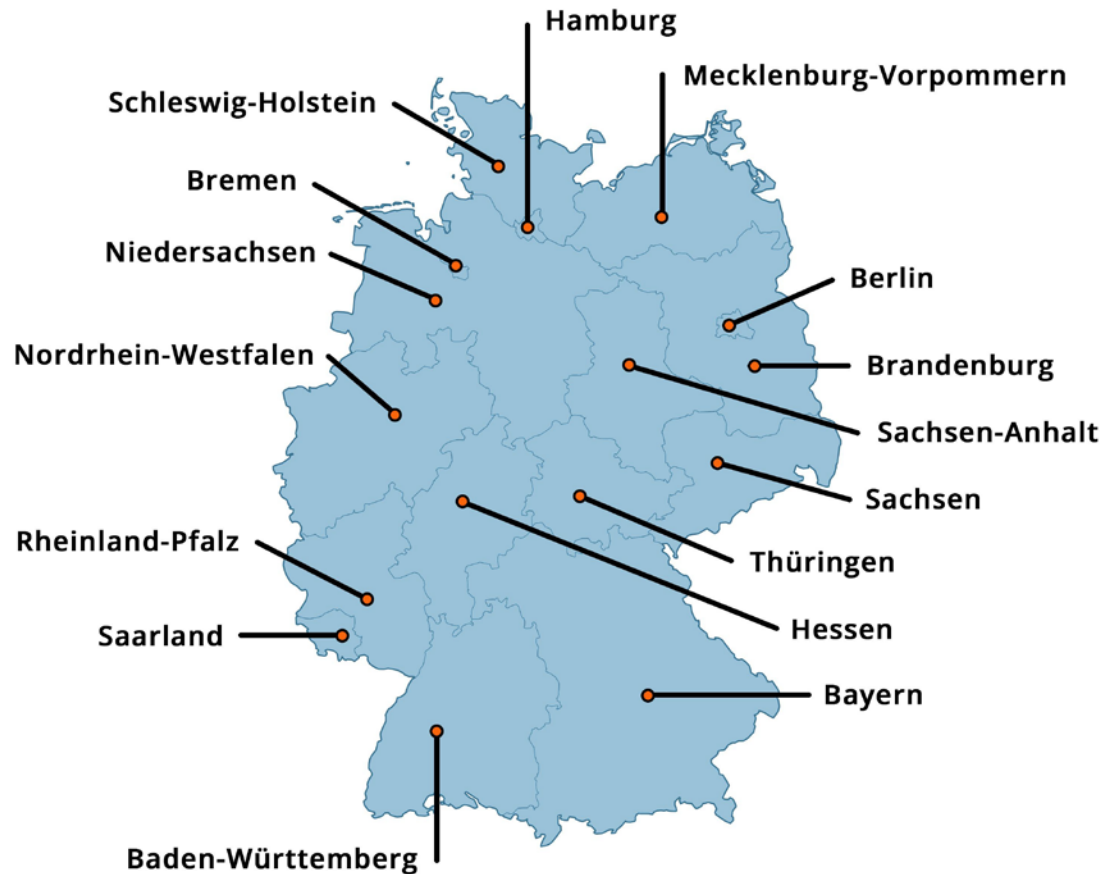 Hamburg
Mecklenburg-Vorpommern
Schleswig-Holstein
Bremen
Niedersachsen
Berlin
Nordrhein-Westfalen
Brandenburg
Sachsen-Anhalt
Sachsen
Rheinland-Pfalz
Thüringen
Saarland
Hessen
Bayern
Baden-Württemberg